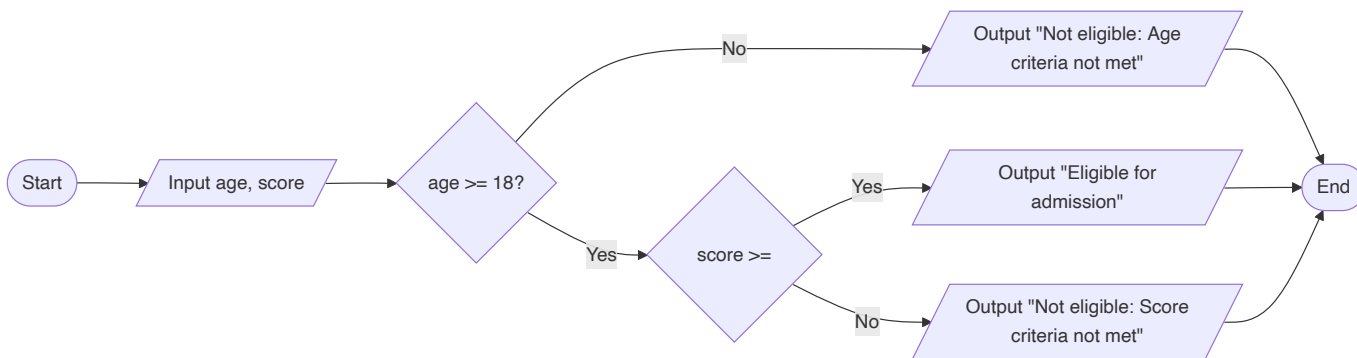 Start
Input age, score
age >= 18?
No
Output "Not eligible: Age
criteria not met"
Yes
score >=
Yes
Output "Eligible for
admission"
No
Output "Not eligible: Score
criteria not met"
End